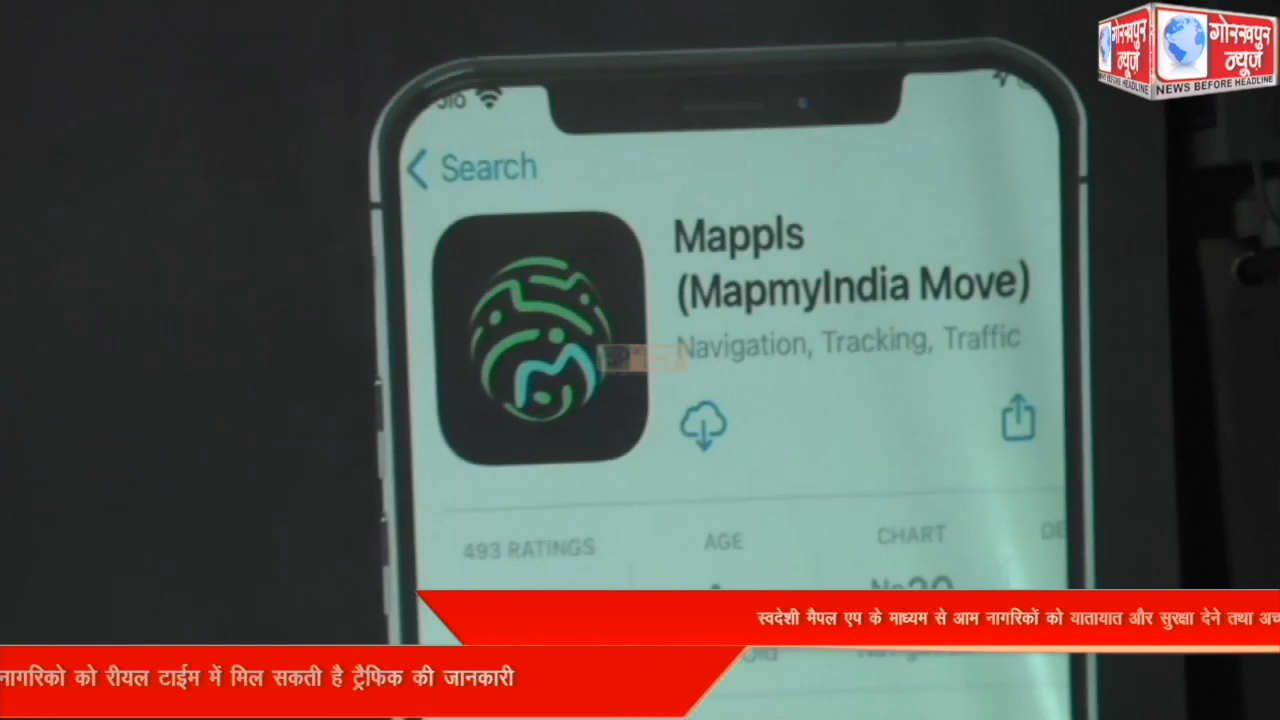 गोरखपुर
न्यूज़
गोरखपुर
न्यूज़
NEWS BEFORE HEADLINE
Search
Mappls
(MapmyIndia Move)
Navigation, Tracking, Traffic
493 RATINGS
AGE
CHART
No
स्वदेशी मैपल एप के माध्यम से आम नागरिकों को यातायात और सुरक्षा देने तथा
नागरिको को रीयल टाईम में मिल सकती है ट्रैफिक की जानकारी